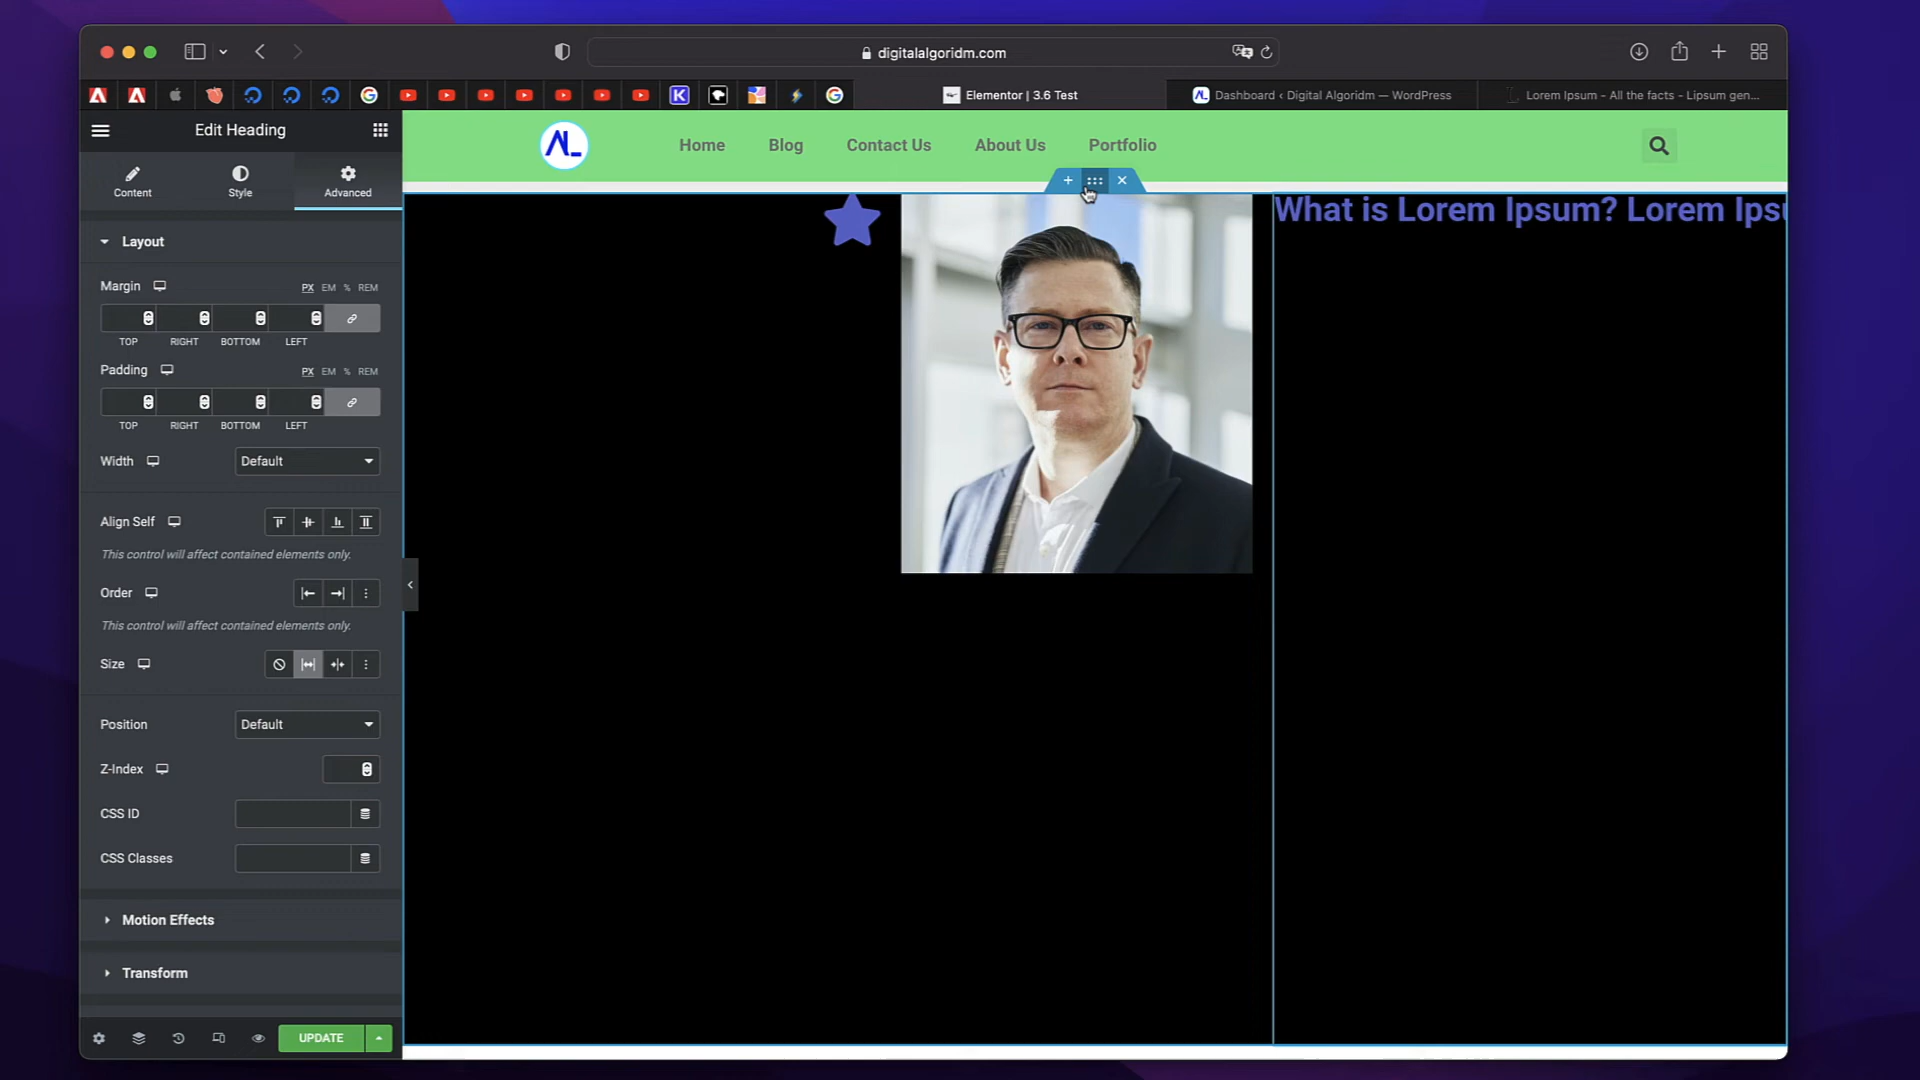 digitalalgoridm.com
Elementor | 3.6 Test
Dashboard ‹ Digital Algoridm — WordPress
Lorem Ipsum - All the facts - Lipsum gen...
Edit Heading
Content
Style
Advanced
Home
Blog
Contact Us
About Us
Portfolio
What is Lorem Ipsum? Lorem Ipsu
Layout
Margin
PX EM % REM
TOP RIGHT BOTTOM LEFT
Padding
PX EM % REM
TOP RIGHT BOTTOM LEFT
Width
Default
Align Self
This control will affect contained elements only.
Order
This control will affect contained elements only.
Size
Position
Default
Z-Index
CSS ID
CSS Classes
Motion Effects
Transform
UPDATE